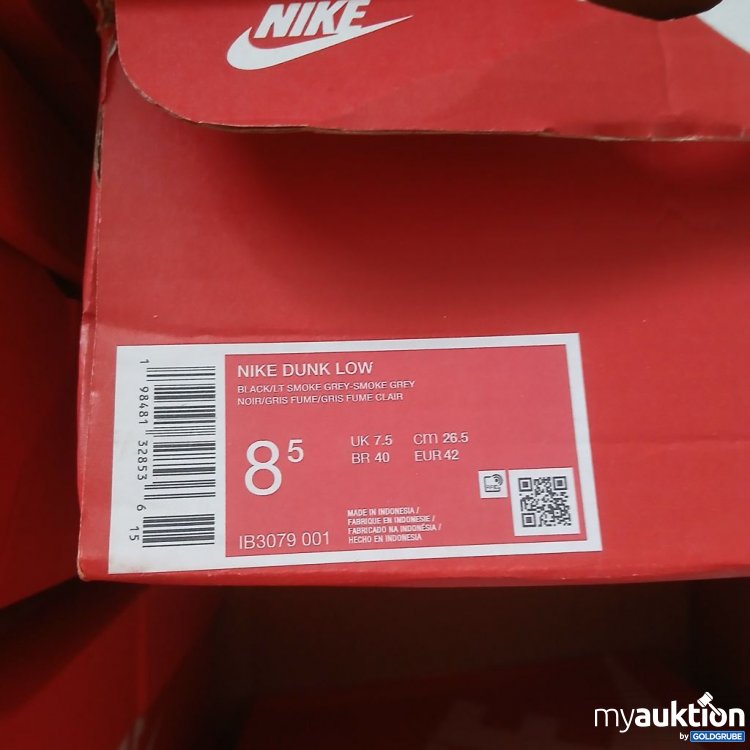 NIKE
NIKE DUNK LOW
BLACK/LT SMOKE GREY-SMOKE GREY
NOIR/GRIS FUME/GRIS FUME CLAIR
8 5
UK 7.5 cm 26.5
BR 40 EUR 42
MADE IN INDONESIA /
FABRIQUE EN INDONESIE /
FABRICADO NA INDONÉSIA /
HECHO EN INDONESIA
IB3079 001
1 98481 32853 6 15
myauktion
by GOLDGRUBE